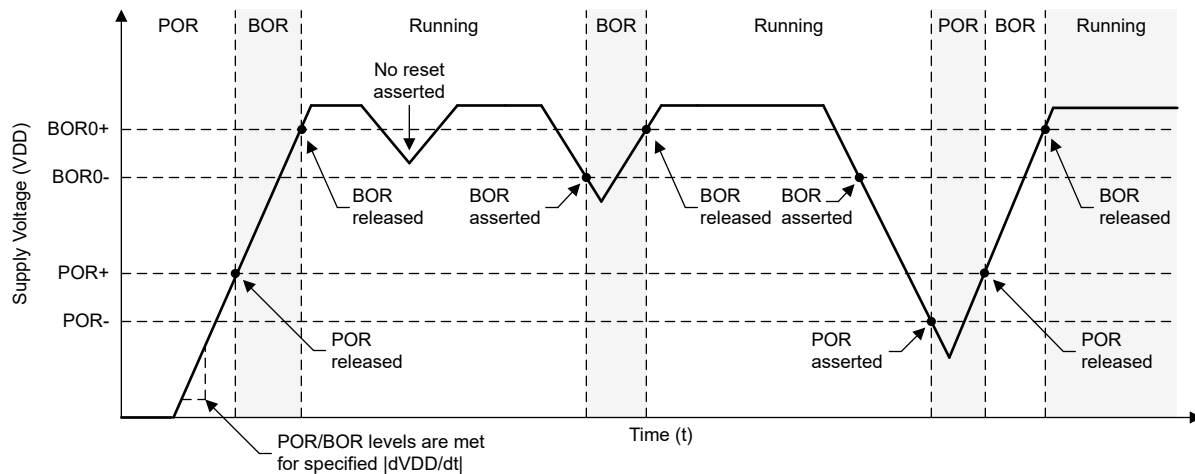 POR
BOR
Running
BOR
Running
POR
BOR
Running
No reset
asserted
Supply Voltage (VDD)
BOR0+
BOR0-
POR+
POR-
BOR
released
BOR
asserted
BOR
released
BOR
asserted
BOR
released
POR
released
POR
asserted
POR
released
Time (t)
POR/BOR levels are met
for specified |dVDD/dt|